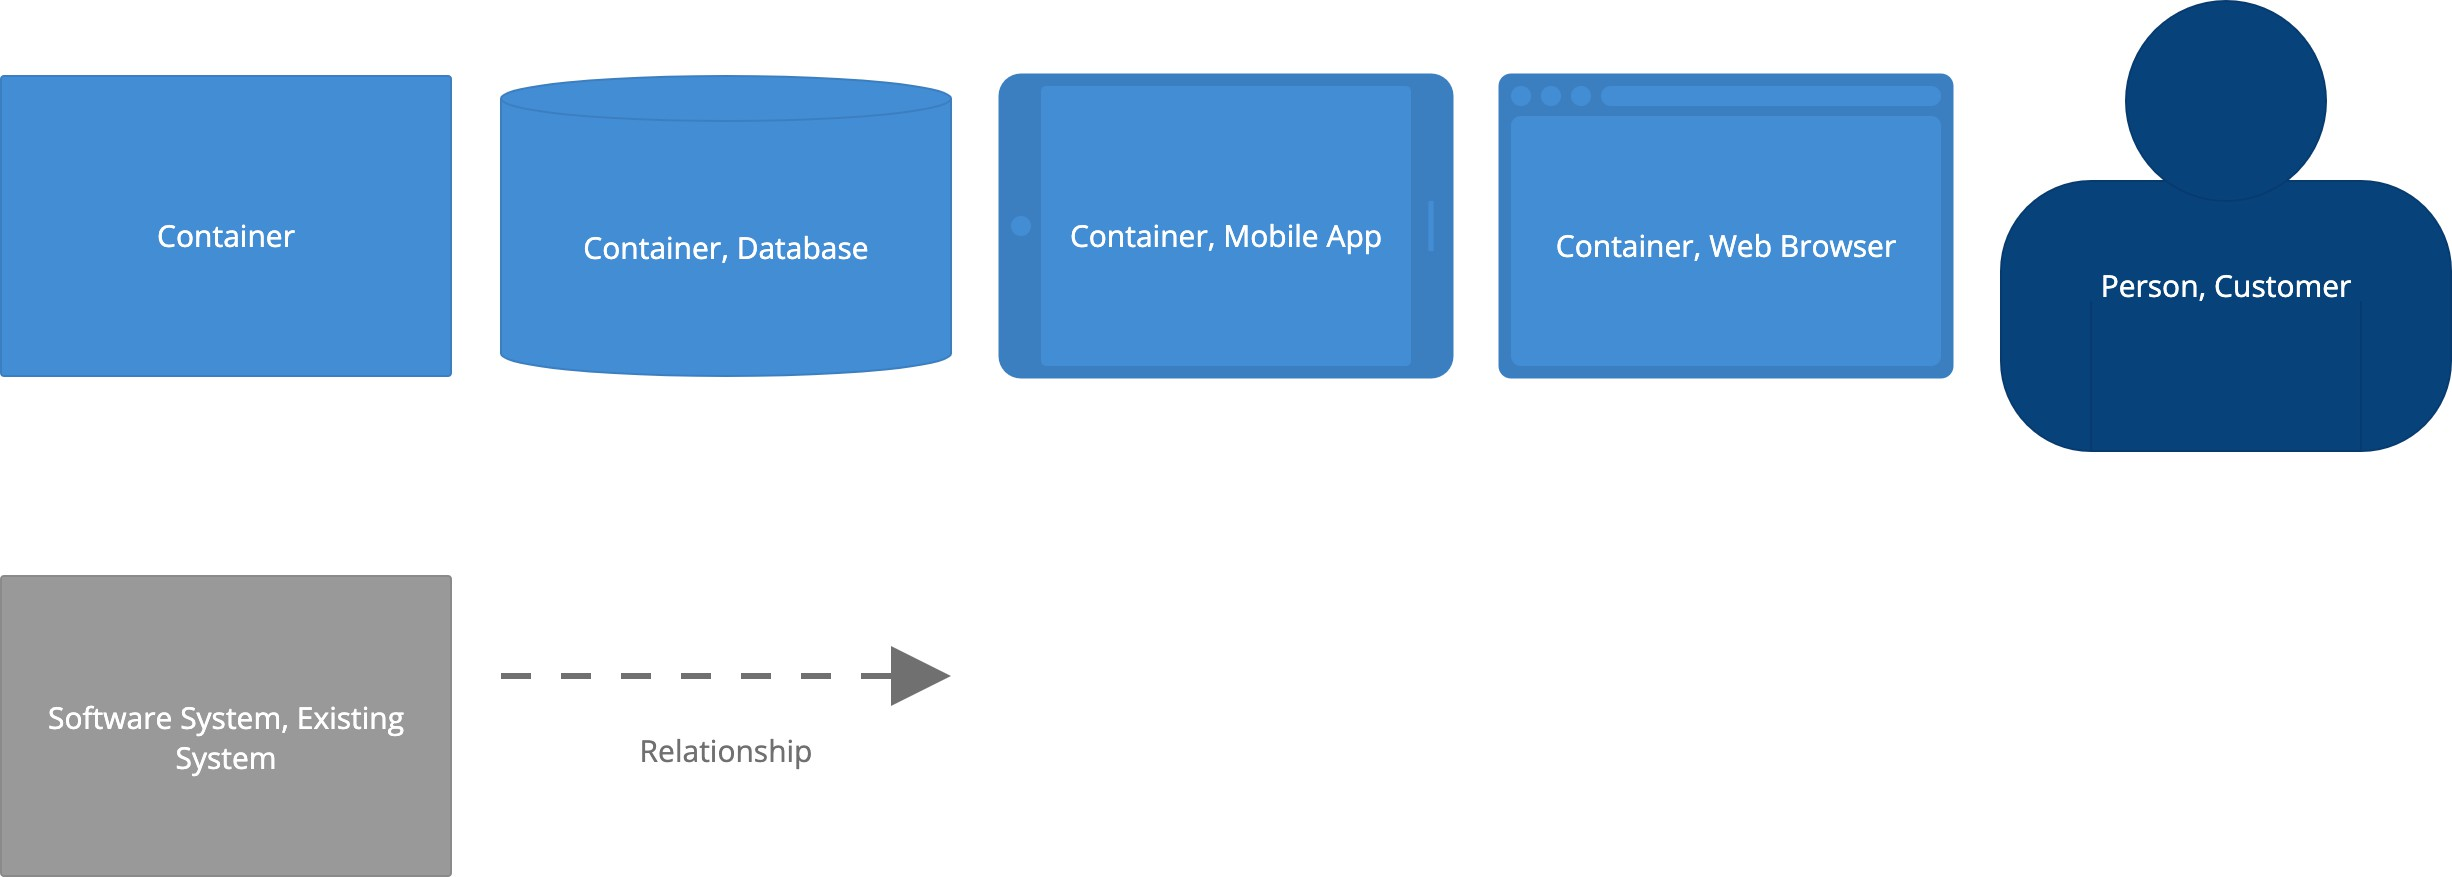 Container
Container, Database
Container, Mobile App
Container, Web Browser
Person, Customer
Software System, Existing
System
Relationship